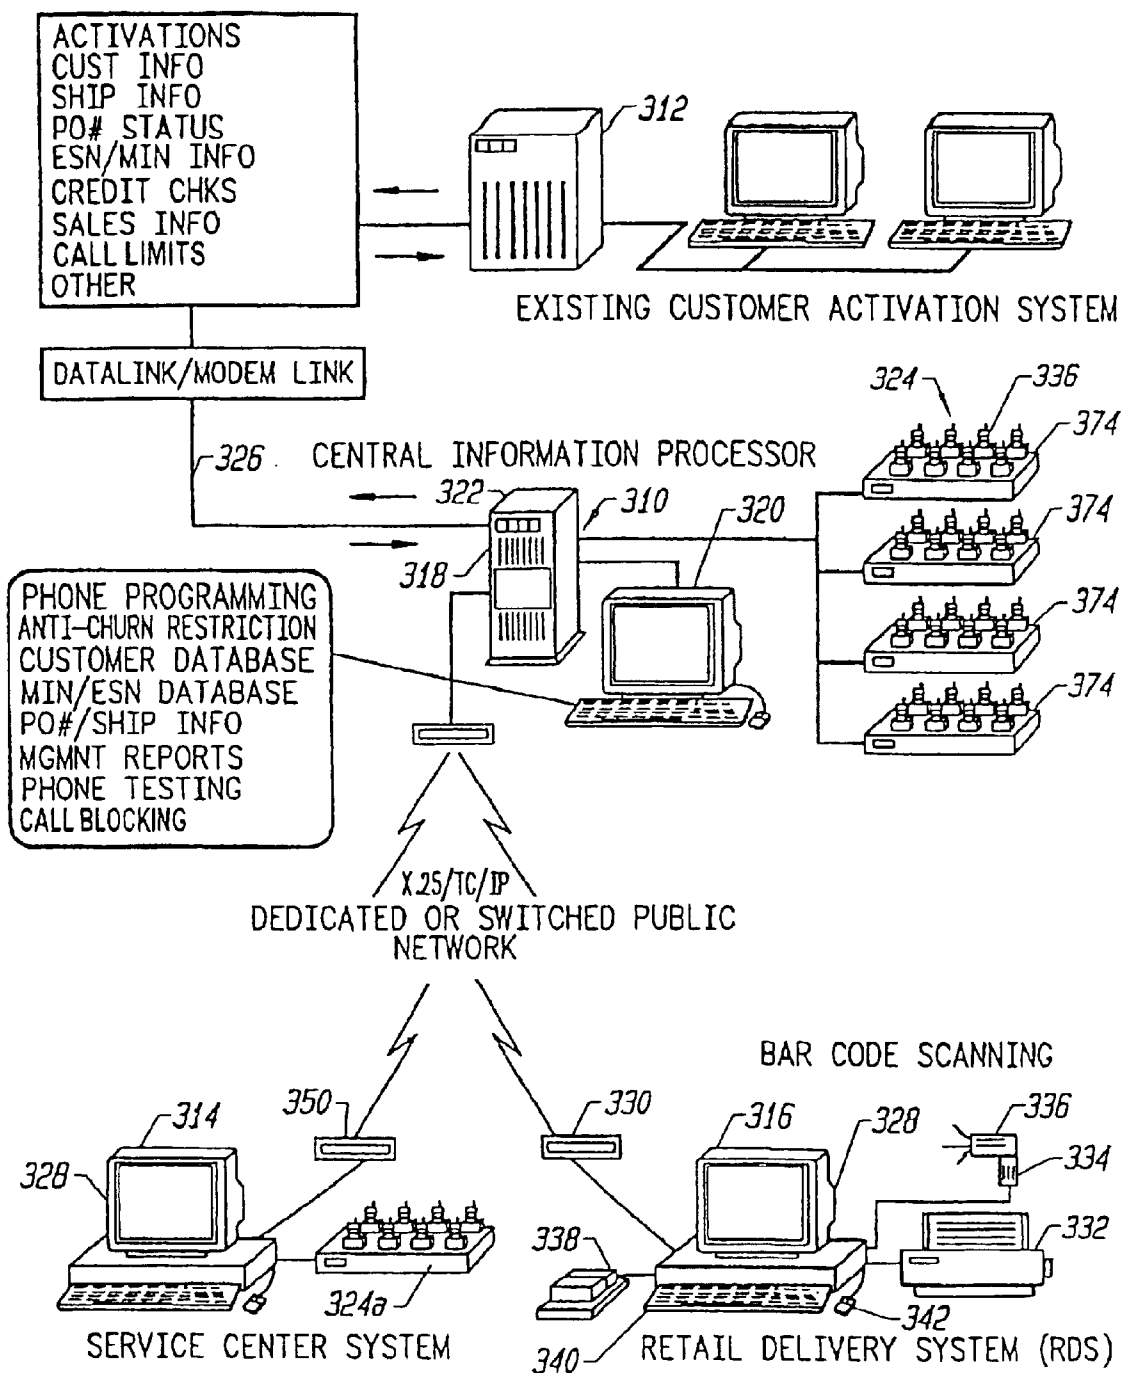 ACTIVATIONS
CUST INFO
SHIP INFO
PO# STATUS
ESN/MIN INFO
CREDIT CHKS
SALES INFO
CALL LIMITS
OTHER
312
EXISTING CUSTOMER ACTIVATION SYSTEM
DATALINK/MODEM LINK
324
336
374
326
CENTRAL INFORMATION PROCESSOR
322
310
320
374
318
374
374
PHONE PROGRAMMING
ANTI-CHURN RESTRICTION
CUSTOMER DATABASE
MIN/ESN DATABASE
PO#/SHIP INFO
MGMNT REPORTS
PHONE TESTING
CALL BLOCKING
X.25/TC/IP
DEDICATED OR SWITCHED PUBLIC
NETWORK
BAR CODE SCANNING
314
350
330
316
328
336
334
328
332
338
324a
342
340
SERVICE CENTER SYSTEM
RETAIL DELIVERY SYSTEM (RDS)